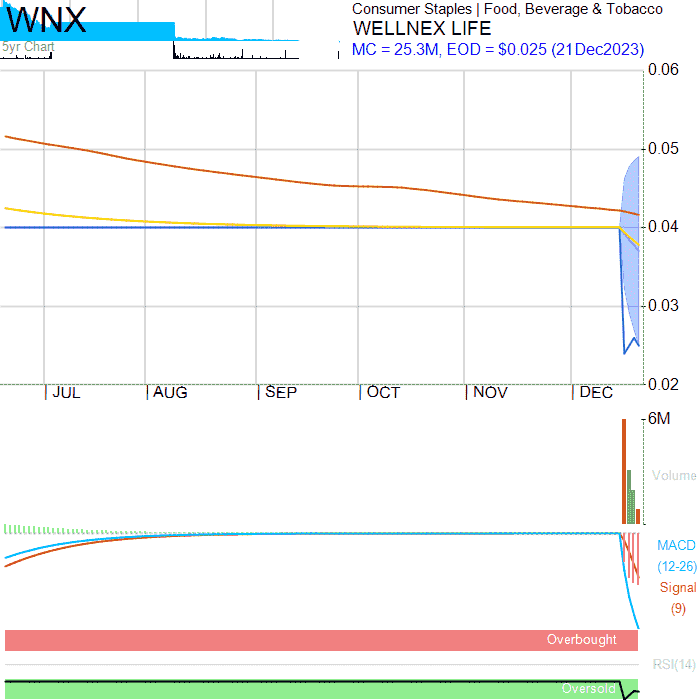 WNX
5yr Chart
Consumer Staples | Food, Beverage & Tobacco
WELLNEX LIFE
MC = 25.3M, EOD = $0.025 (21Dec2023)
0.06
0.05
0.04
0.03
0.02
JUL AUG SEP OCT NOV DEC
6M
Volume
MACD
(12-26)
Signal
(9)
Overbought
RSI(14)
Oversold